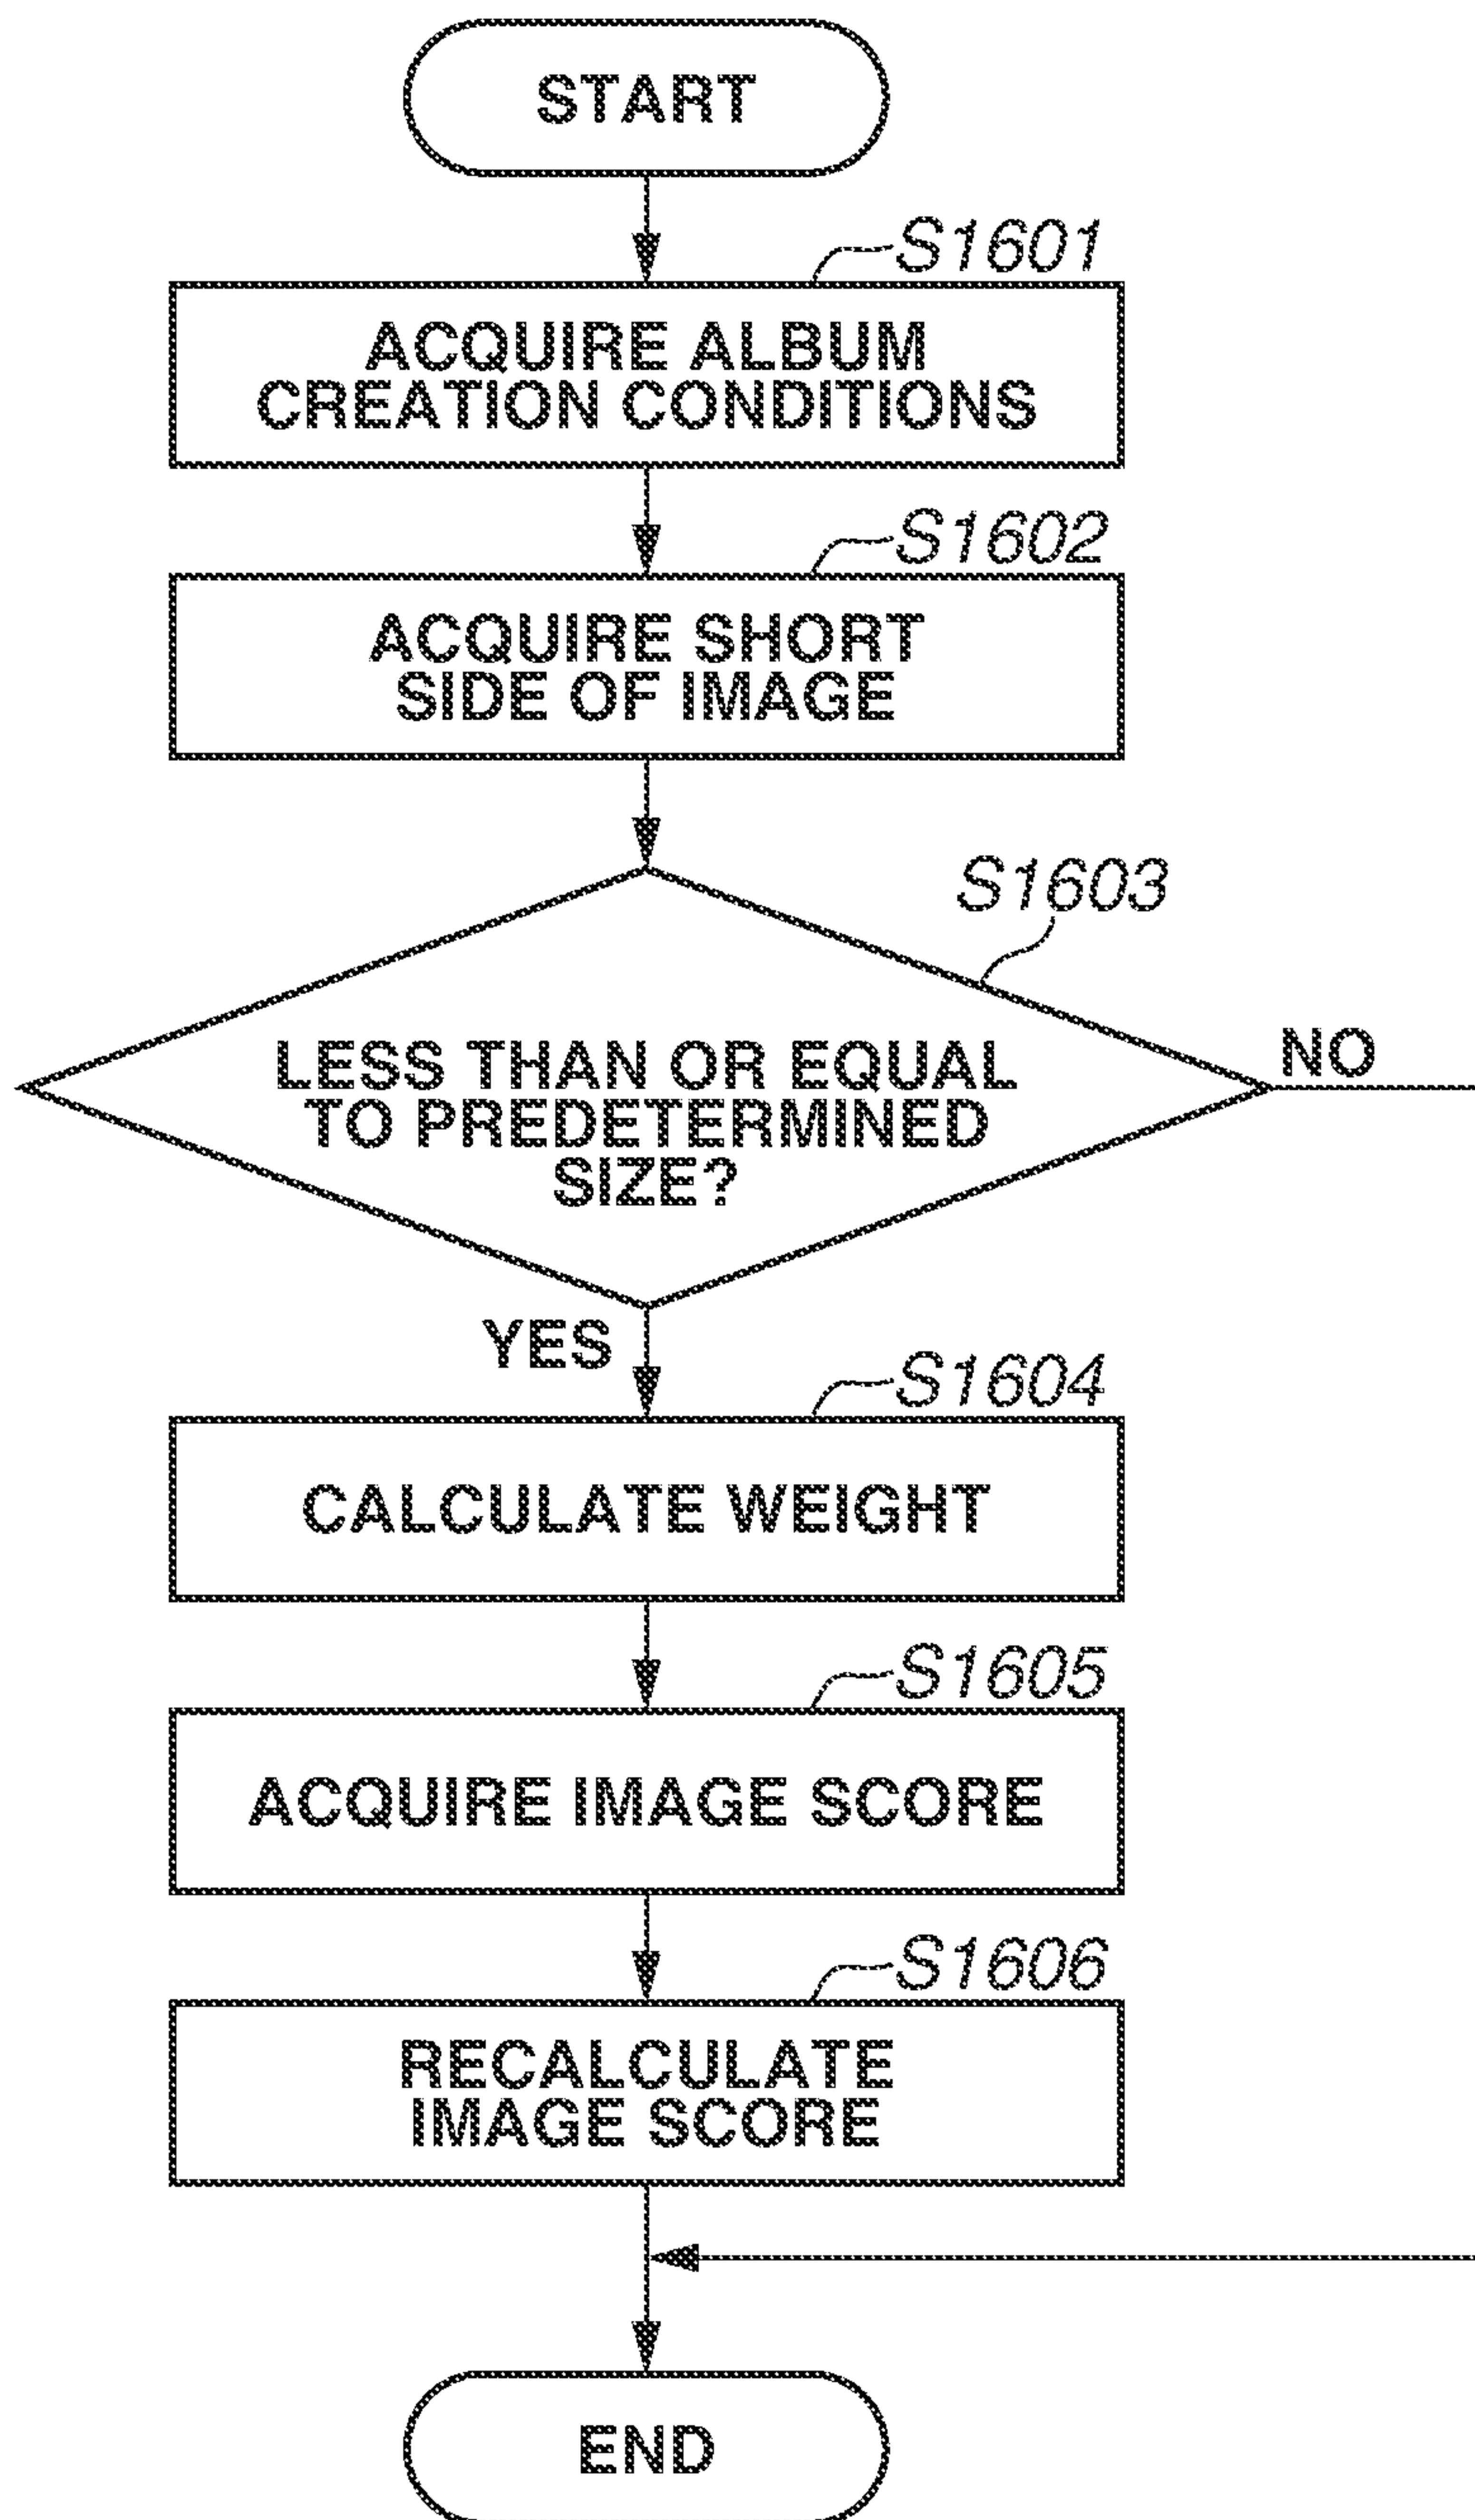 START
S1601
ACQUIRE ALBUM
CREATION CONDITIONS
S1602
ACQUIRE SHORT
SIDE OF IMAGE
S1603
LESS THAN OR EQUAL
TO PREDETERMINED
SIZE?
NO
YES
S1604
CALCULATE WEIGHT
S1605
ACQUIRE IMAGE SCORE
S1606
RECALCULATE
IMAGE SCORE
END